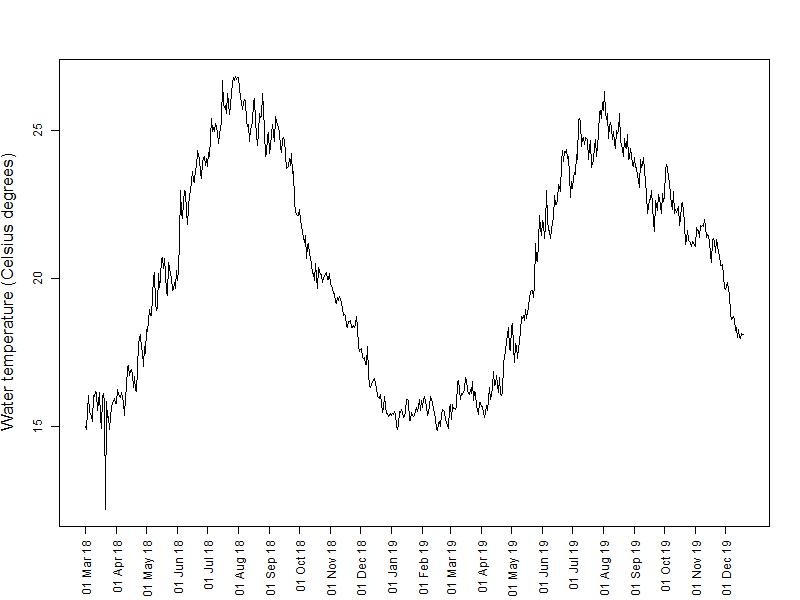 Water temperature (Celsius degrees)
25
20
15
01 Mar 18
01 Apr 18
01 May 18
01 Jun 18
01 Jul 18
01 Aug 18
01 Sep 18
01 Oct 18
01 Nov 18
01 Dec 18
01 Jan 19
01 Feb 19
01 Mar 19
01 Apr 19
01 May 19
01 Jun 19
01 Jul 19
01 Aug 19
01 Sep 19
01 Oct 19
01 Nov 19
01 Dec 19